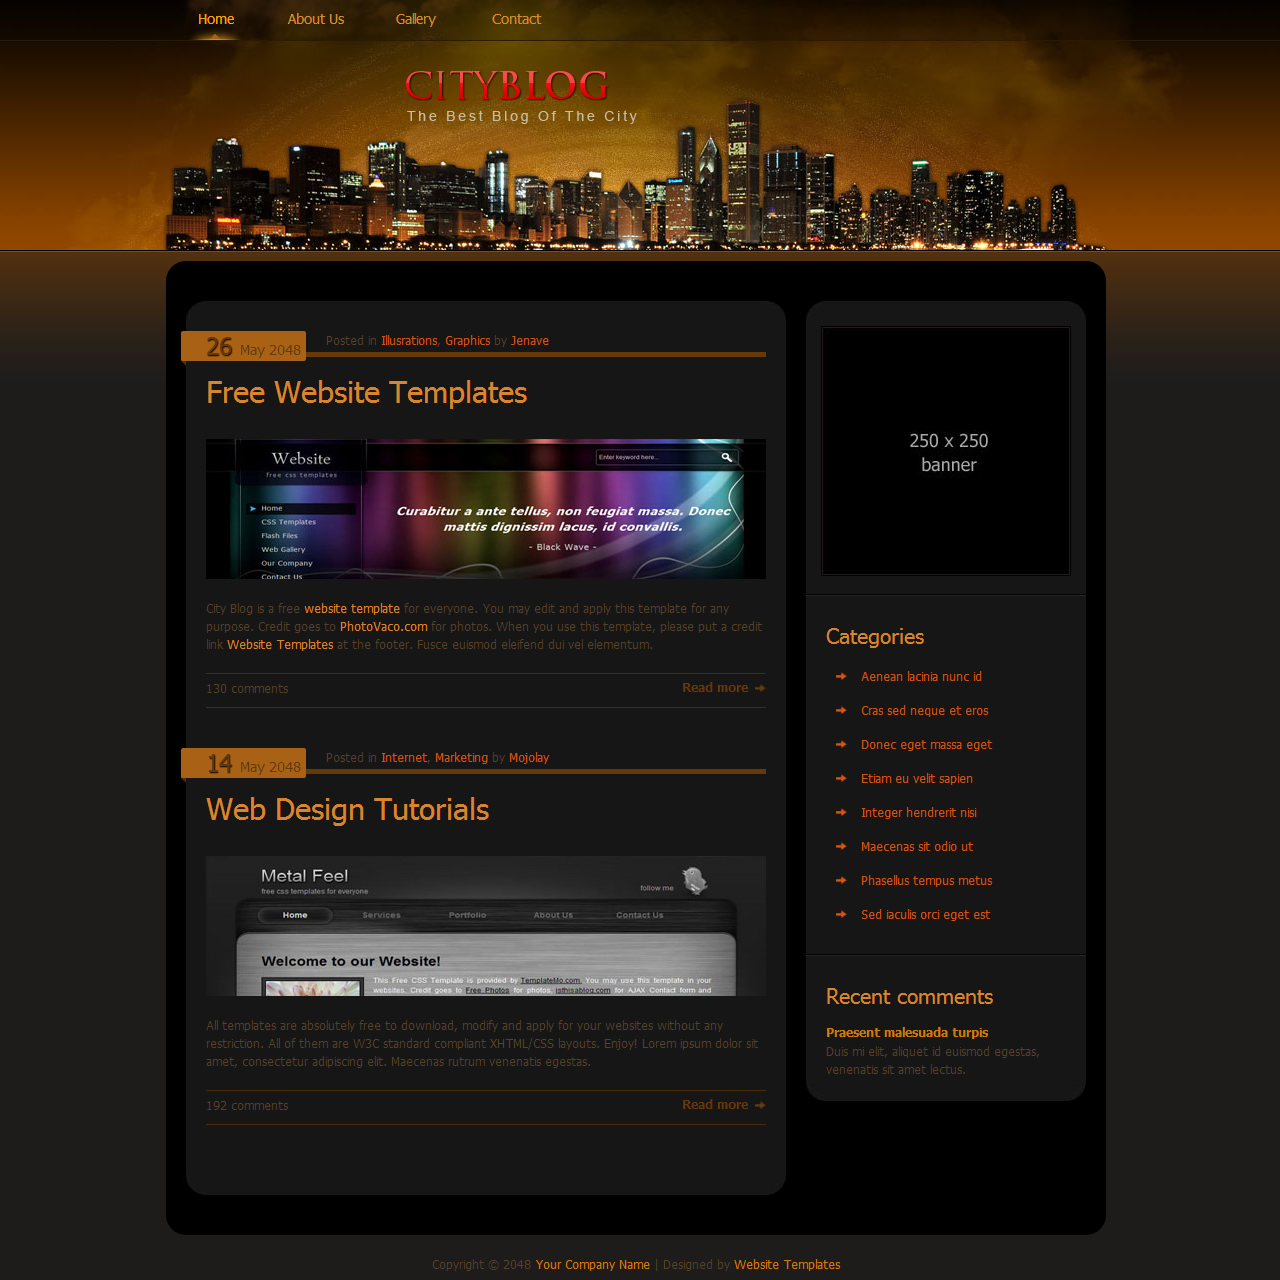 Home
About Us
Gallery
Contact
CITYBLOG
The Best Blog Of The City
26 May 2048
Posted in Illusrations, Graphics by Jenave
Free Website Templates
Website
free css templates
Enter keyword here...
Home
CSS Templates
Flash Files
Web Gallery
Our Company
Contact Us
Curabitur a ante tellus, non feugiat massa. Donec
mattis dignissim lacus, id convallis.
- Black Wave -
City Blog is a free website template for everyone. You may edit and apply this template for any
purpose. Credit goes to PhotoVaco.com for photos. When you use this template, please put a credit
link Website Templates at the footer. Fusce euismod eleifend dui vel elementum.
130 comments
Read more
14 May 2048
Posted in Internet, Marketing by Mojolay
Web Design Tutorials
Metal Feel
free css templates for everyone
follow me
Home
Services
Portfolio
About Us
Contact Us
Welcome to our Website!
This Free CSS Template is provided by TemplateMo.com. You may use this template in your
websites. Credit goes to Free Photos for photos, isthisablog.com for AJAX Contact form and
All templates are absolutely free to download, modify and apply for your websites without any
restriction. All of them are W3C standard compliant XHTML/CSS layouts. Enjoy! Lorem ipsum dolor sit
amet, consectetur adipiscing elit. Maecenas rutrum venenatis egestas.
192 comments
Read more
250 x 250
banner
Categories
Aenean lacinia nunc id
Cras sed neque et eros
Donec eget massa eget
Etiam eu velit sapien
Integer hendrerit nisi
Maecenas sit odio ut
Phasellus tempus metus
Sed iaculis orci eget est
Recent comments
Praesent malesuada turpis
Duis mi elit, aliquet id euismod egestas,
venenatis sit amet lectus.
Copyright © 2048 Your Company Name | Designed by Website Templates